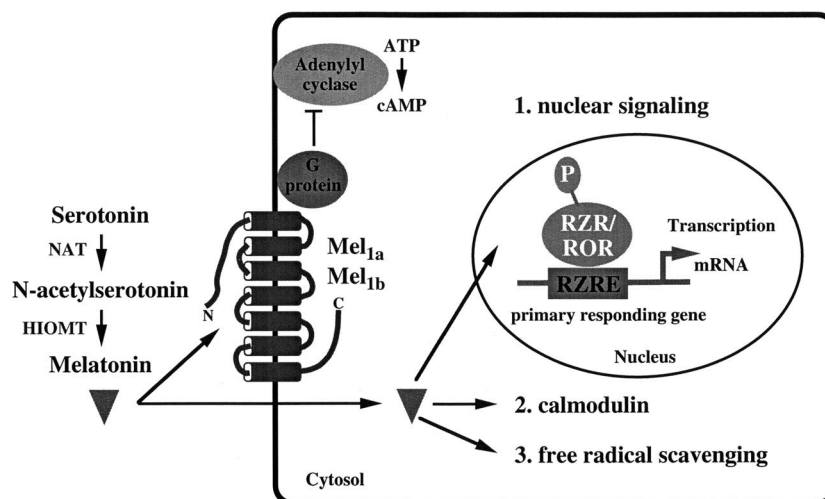 Adenylyl
cyclase
ATP
cAMP
G
protein
Serotonin
NAT
N-acetylserotonin
HIOMT
Melatonin
Mel1a
Mel1b
N
C
1. nuclear signaling
P
RZR/
ROR
RZRE
Transcription
mRNA
primary responding gene
Nucleus
2. calmodulin
3. free radical scavenging
Cytosol